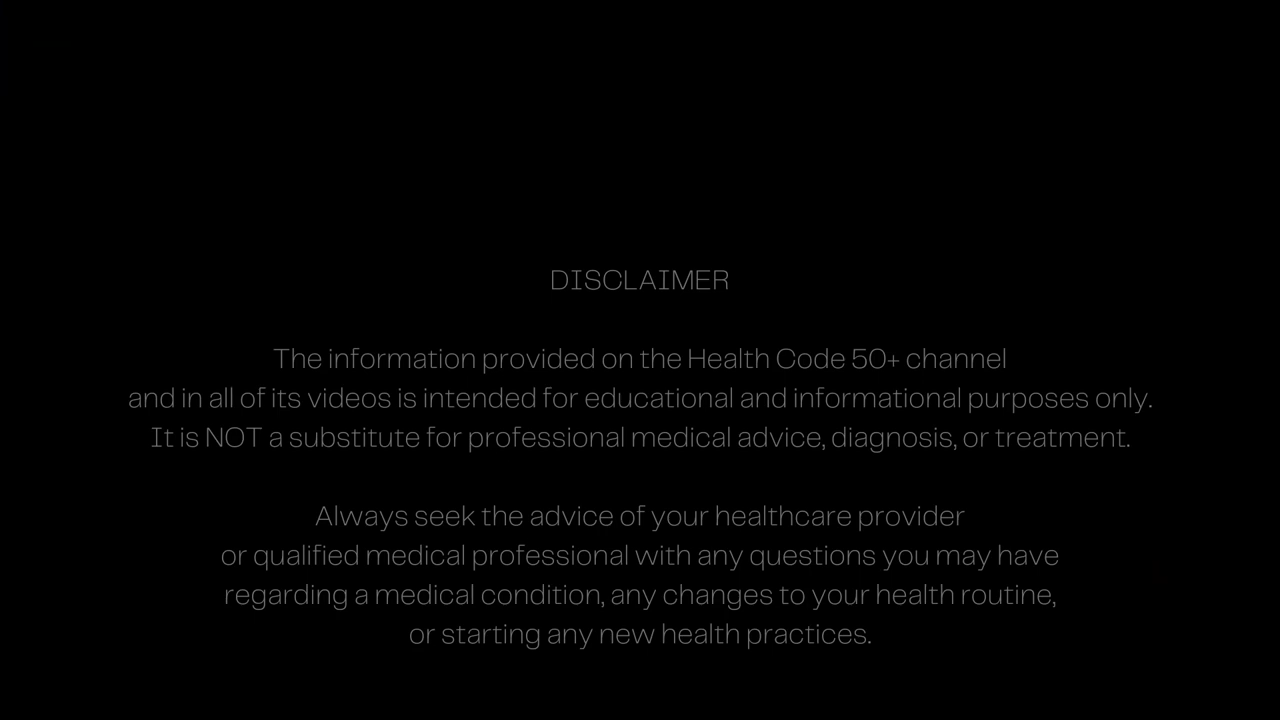 DISCLAIMER
The information provided on the Health Code 50+ channel
and in all of its videos is intended for educational and informational purposes only.
It is NOT a substitute for professional medical advice, diagnosis, or treatment.
Always seek the advice of your healthcare provider
or qualified medical professional with any questions you may have
regarding a medical condition, any changes to your health routine,
or starting any new health practices.